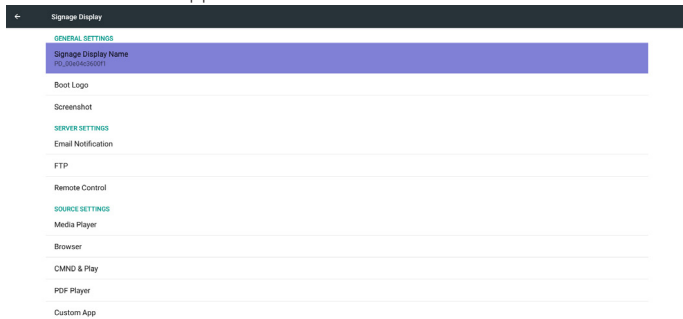 Signage Display
GENERAL SETTINGS
Signage Display Name
PD_00e04c3600f1
Boot Logo
Screenshot
SERVER SETTINGS
Email Notification
FTP
Remote Control
SOURCE SETTINGS
Media Player
Browser
CMND & Play
PDF Player
Custom App